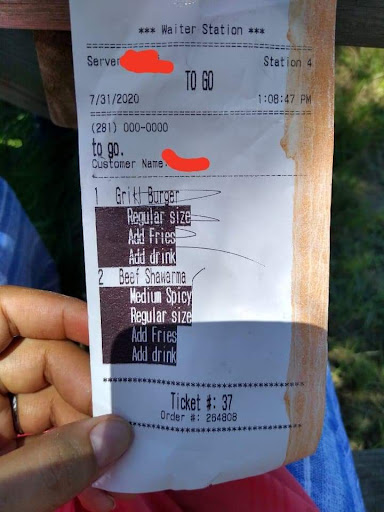 *** Waiter Station ***
Server
Station 4
TO GO
7/31/2020 1:08:47 PM
(281) 000-0000
to go.
Customer Name:
1 Grikl Burger
Regular size
Add Fries
Add drink
2 Beef Shawarma
Medium Spicy
Regular size
Add Fries
Add drink
Ticket #: 37
Order #: 264808